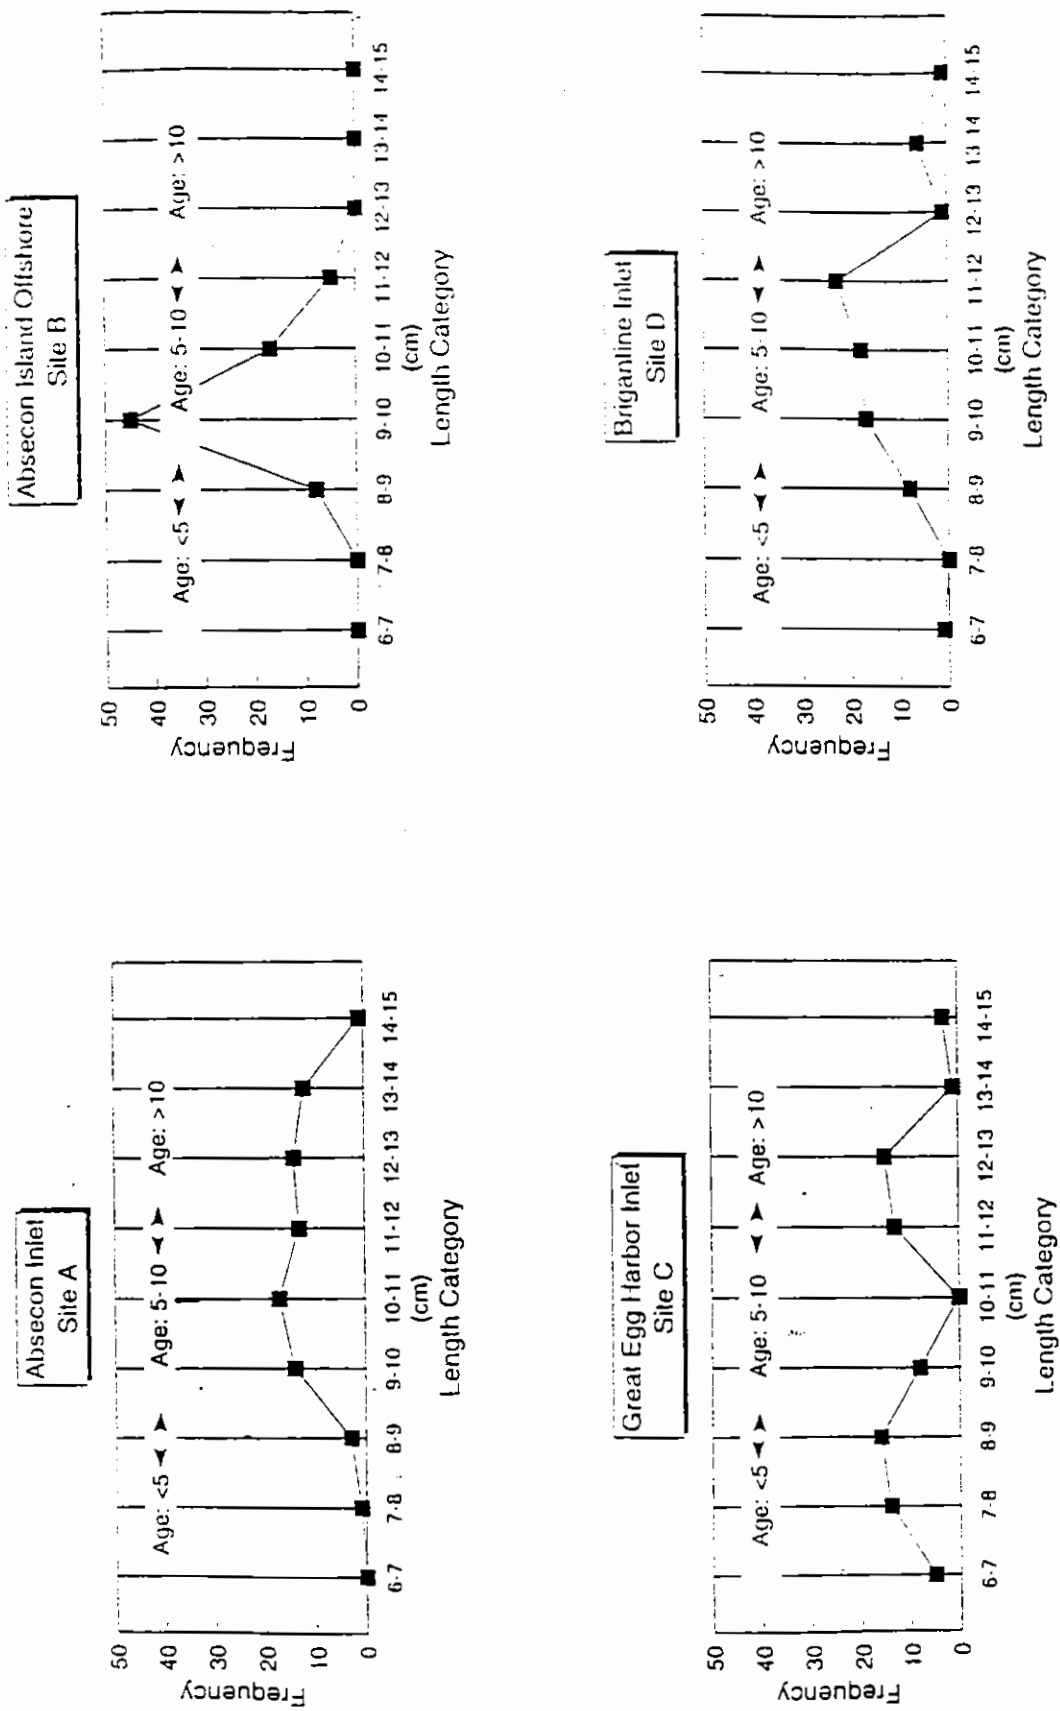 Absecon Inlet
Site A
Frequency
50
40
30
20
10
0
Age: <5
Age: 5-10
Age: >10
6-7
7-8
8-9
9-10
10-11
11-12
12-13
13-14
14-15
(cm)
Length Category
Absecon Island Offshore
Site B
Frequency
50
40
30
20
10
0
Age: <5
Age: 5-10
Age: >10
6-7
7-8
8-9
9-10
10-11
11-12
12-13
13-14
14-15
(cm)
Length Category
Great Egg Harbor Inlet
Site C
Frequency
50
40
30
20
10
0
Age: <5
Age: 5-10
Age: >10
6-7
7-8
8-9
9-10
10-11
11-12
12-13
13-14
14-15
(cm)
Length Category
Brigantine Inlet
Site D
Frequency
50
40
30
20
10
0
Age: <5
Age: 5-10
Age: >10
6-7
7-8
8-9
9-10
10-11
11-12
12-13
13-14
14-15
(cm)
Length Category